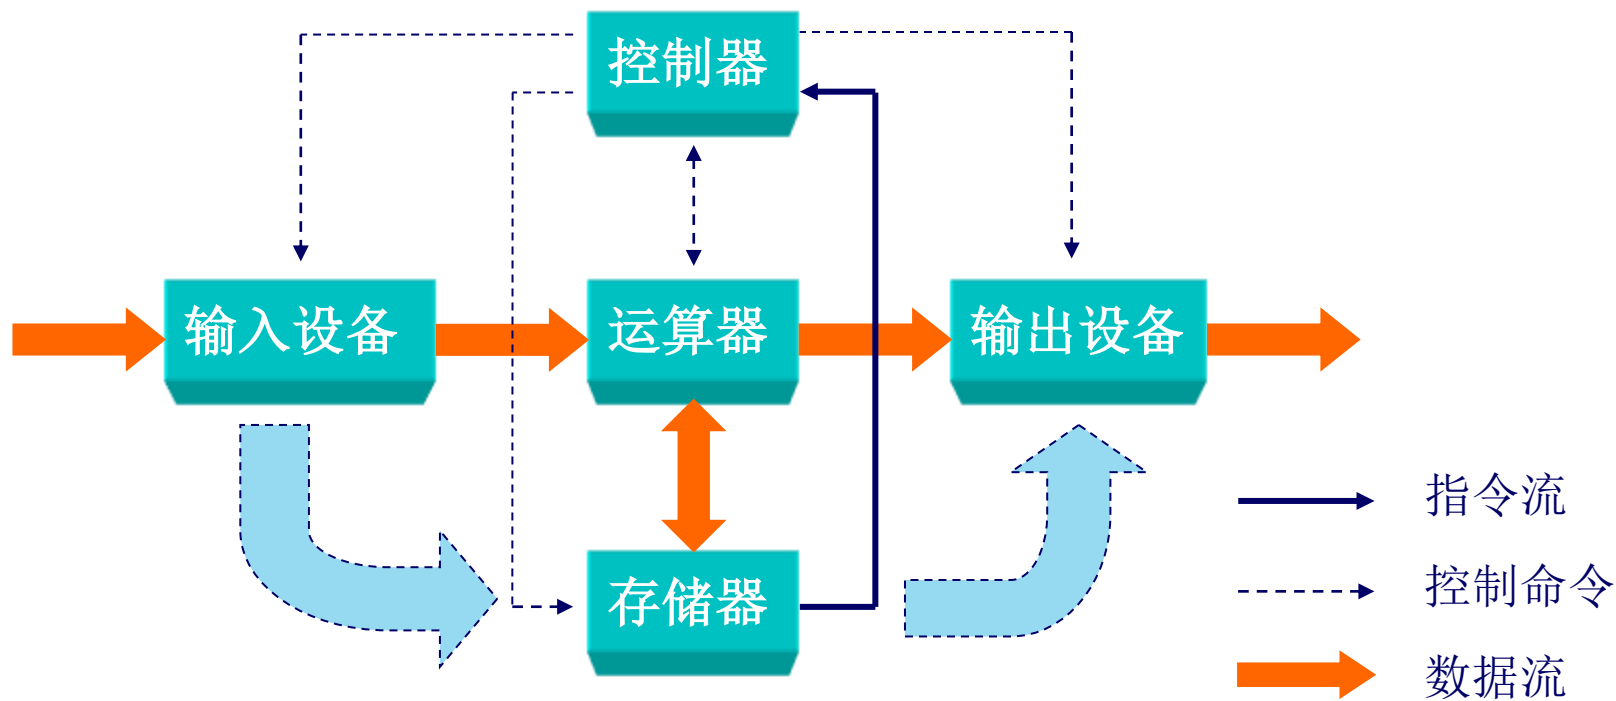 控制器
输入设备
运算器
输出设备
存储器
指令流
控制命令
数据流